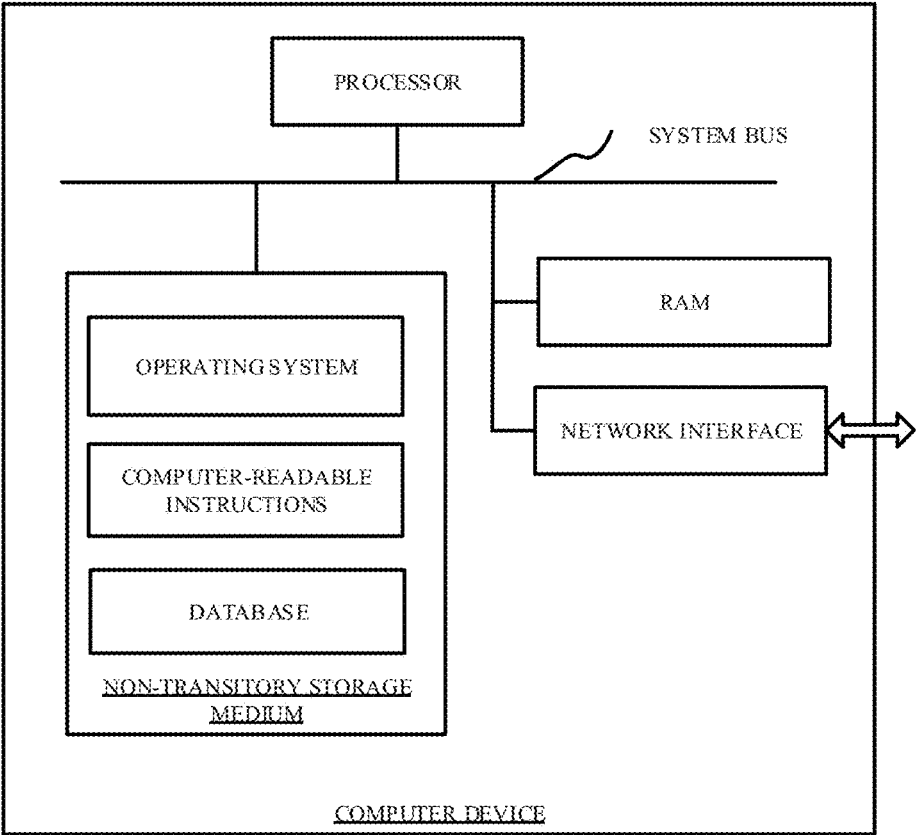 PROCESSOR
SYSTEM BUS
RAM
OPERATING SYSTEM
NETWORK INTERFACE
COMPUTER-READABLE
INSTRUCTIONS
DATABASE
NON-TRANSITORY STORAGE
MEDIUM
COMPUTER DEVICE